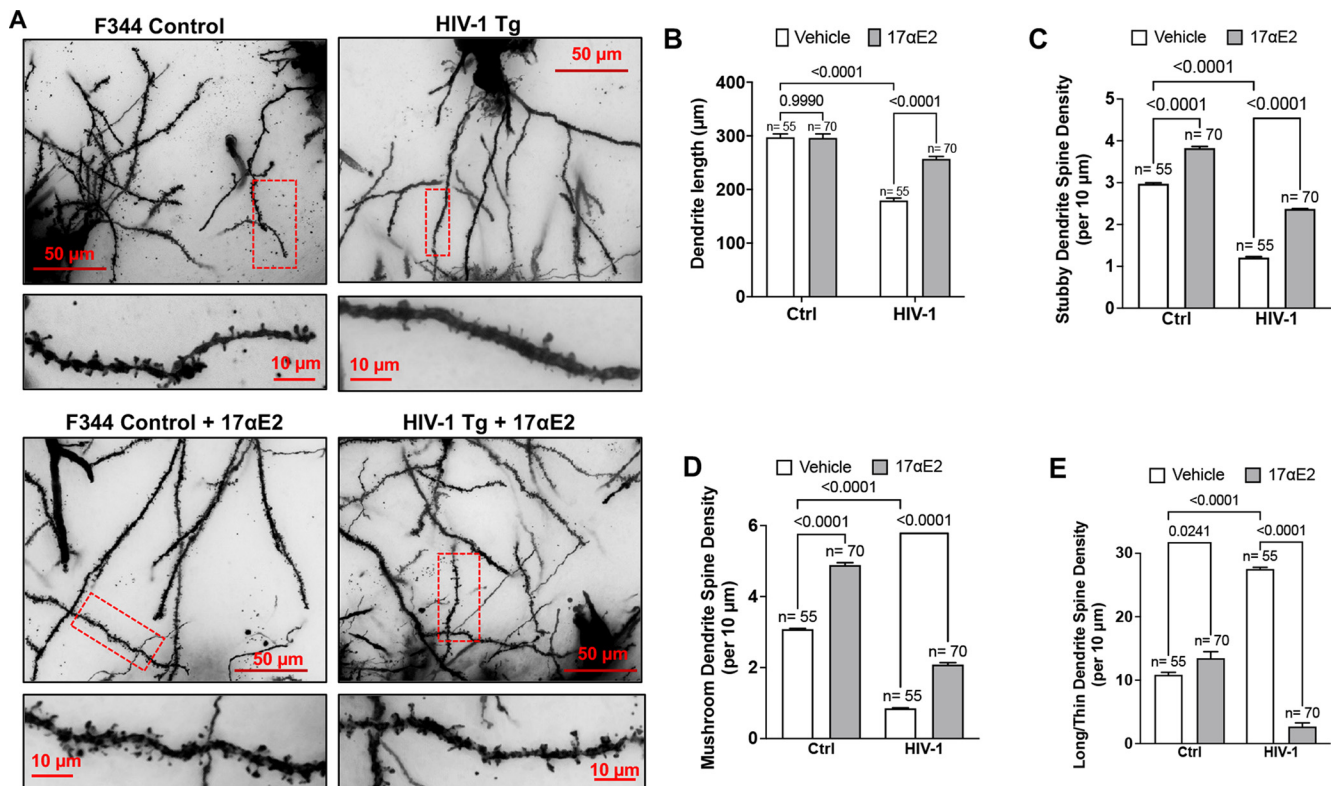 A
F344 Control
HIV-1 Tg
50 µm
50 µm
10 µm
10 µm
F344 Control + 17αE2
HIV-1 Tg + 17αE2
50 µm
50 µm
10 µm
10 µm
B
Vehicle 17αE2
Dendrite length (µm)
400
300
200
100
0
<0.0001
0.9990
<0.0001
n= 55
n= 70
n= 55
n= 70
Ctrl
HIV-1
C
Vehicle 17αE2
Stubby Dendrite Spine Density
(per 10 µm)
5
4
3
2
1
0
<0.0001
<0.0001
<0.0001
n= 55
n= 70
n= 55
n= 70
Ctrl
HIV-1
D
Vehicle 17αE2
Mushroom Dendrite Spine Density
(per 10 µm)
6
4
2
0
<0.0001
<0.0001
<0.0001
n= 55
n= 70
n= 55
n= 70
Ctrl
HIV-1
E
Vehicle 17αE2
Long/Thin Dendrite Spine Density
(per 10 µm)
30
20
10
0
<0.0001
0.0241
<0.0001
n= 55
n= 70
n= 55
n= 70
Ctrl
HIV-1